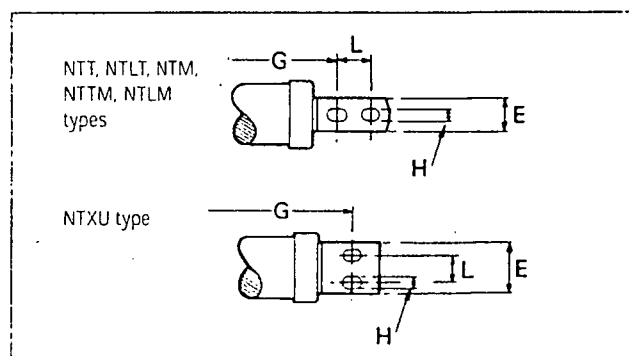 NTT, NTLT, NTM,
NTTM, NTLM
types
G
L
E
H
NTXU type
G
L
E
H